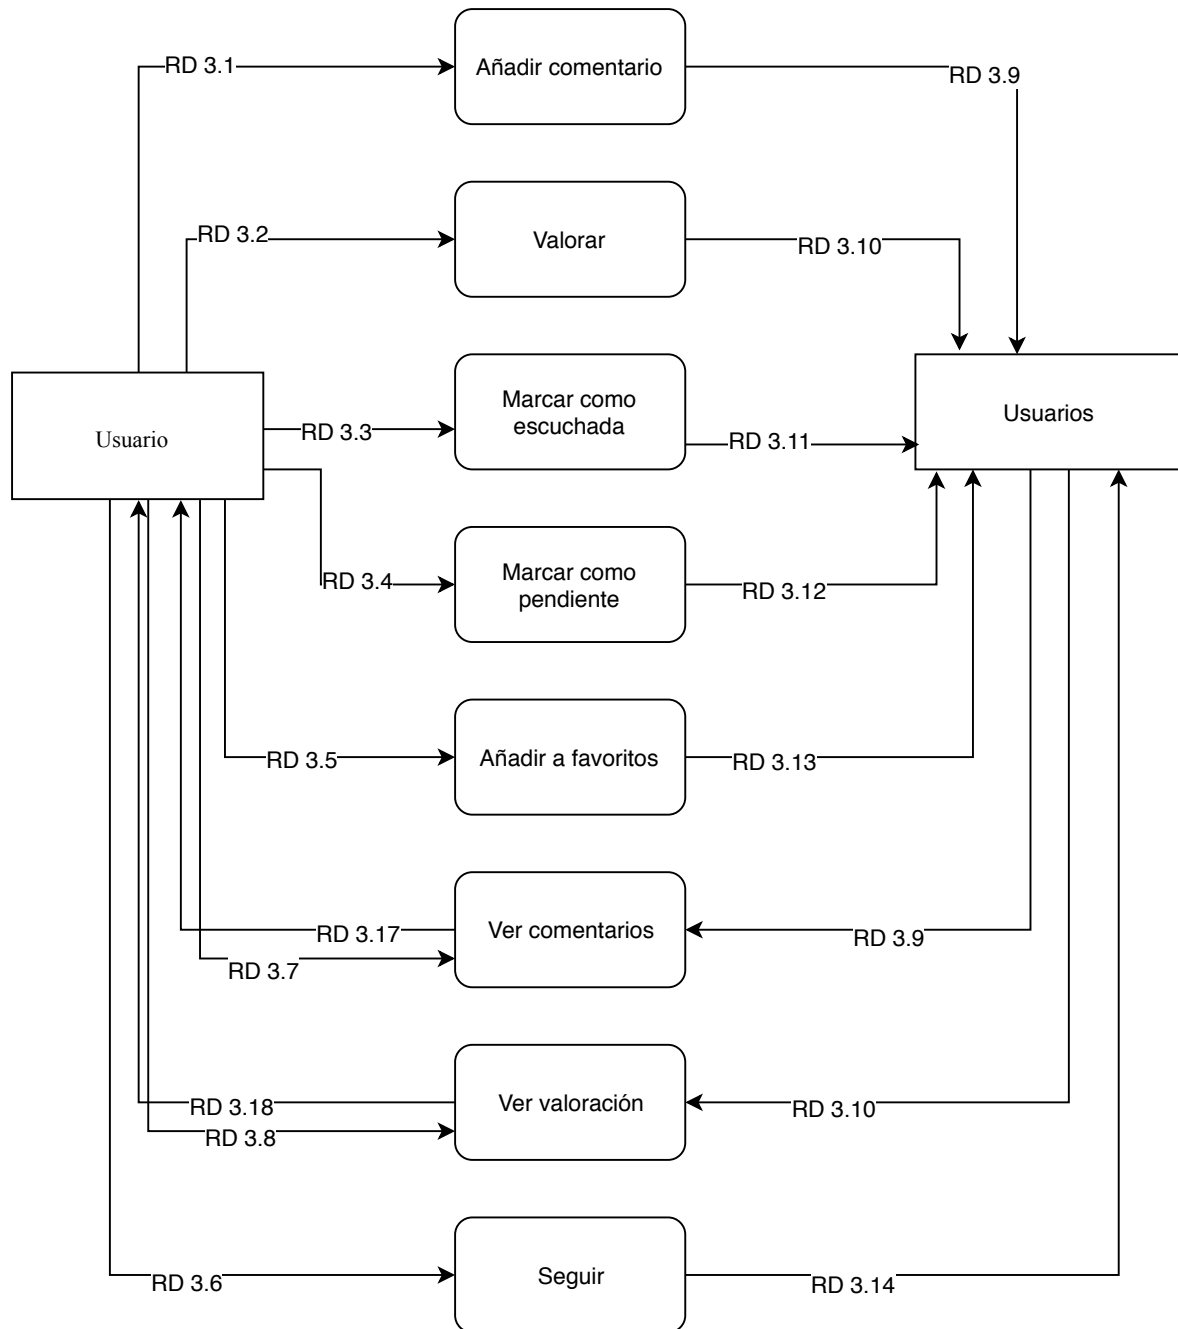 RD 3.1
Añadir comentario
RD 3.9
RD 3.2
Valorar
RD 3.10
Usuario
RD 3.3
Marcar como
escuchada
RD 3.11
Usuarios
RD 3.4
Marcar como
pendiente
RD 3.12
RD 3.5
Añadir a favoritos
RD 3.13
RD 3.17
Ver comentarios
RD 3.9
RD 3.7
RD 3.18
Ver valoración
RD 3.10
RD 3.8
RD 3.6
Seguir
RD 3.14